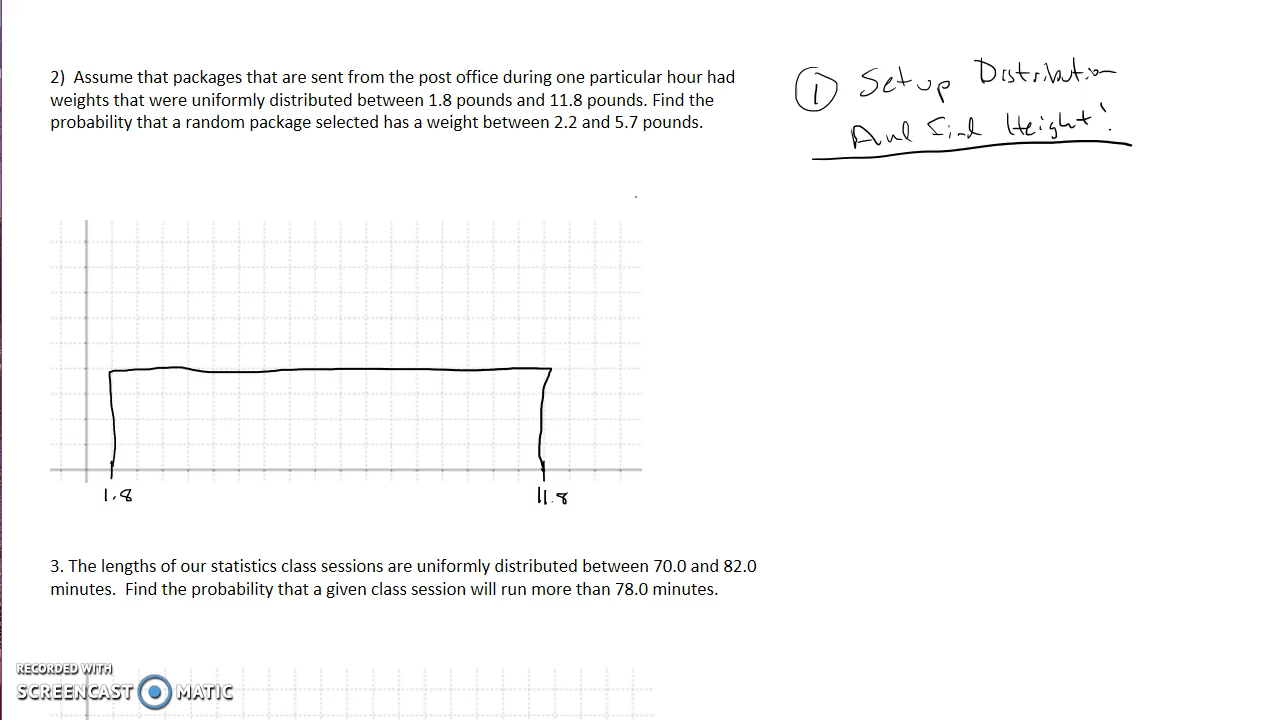 2) Assume that packages that are sent from the post office during one particular hour had
weights that were uniformly distributed between 1.8 pounds and 11.8 pounds. Find the
probability that a random package selected has a weight between 2.2 and 5.7 pounds.
① Setup Distribution
And Find Height!
1.8
11.8
3. The lengths of our statistics class sessions are uniformly distributed between 70.0 and 82.0
minutes. Find the probability that a given class session will run more than 78.0 minutes.
RECORDED WITH
SCREENCAST MATIC